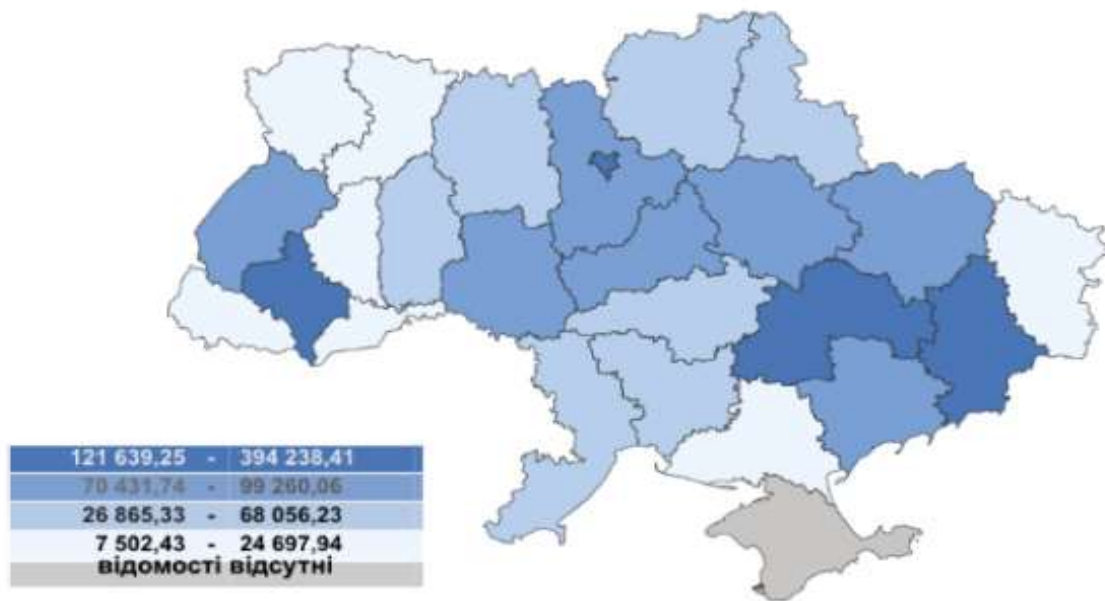 121 639,25 - 394 238,41
70 431,74 - 99 260,06
26 865,33 - 68 056,23
7 502,43 - 24 697,94
відомості відсутні